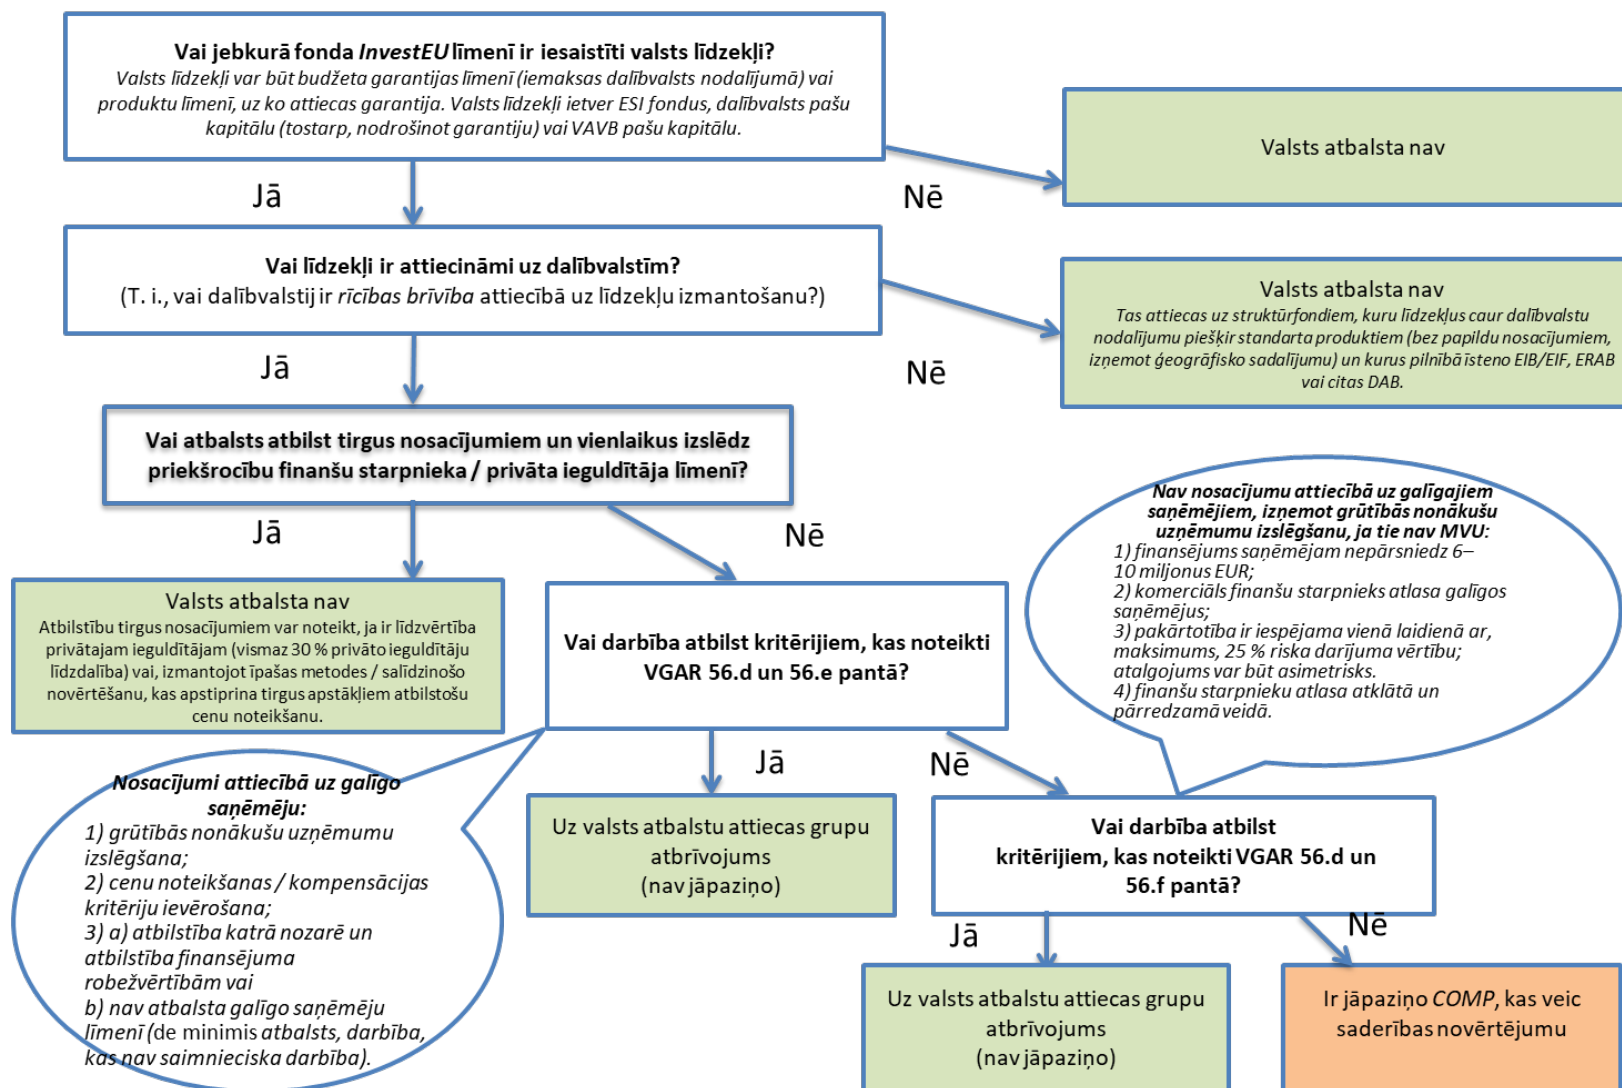 Vai jebkurā fonda InvestEU līmenī ir iesaistīti valsts līdzekļi?
Valsts līdzekļi var būt budžeta garantijas līmenī (iemaksas dalībvalsts nodalījumā) vai
produktu līmenī, uz ko attiecas garantija. Valsts līdzekļi ietver ESI fondus, dalībvalsts pašu
kapitālu (tostarp, nodrošinot garantiju) vai VAVB pašu kapitālu.
Valsts atbalsta nav
Jā
Nē
Vai līdzekļi ir attiecināmi uz dalībvalstīm?
(T. i., vai dalībvalstij ir rīcības brīvība attiecībā uz līdzekļu izmantošanu?)
Valsts atbalsta nav
Tas attiecas uz struktūrfondiem, kuru līdzekļus caur dalībvalstu
nodalījumu piešķir standarta produktiem (bez papildu nosacījumiem,
izņemot ģeogrāfisko sadalījumu) un kurus pilnībā īsteno EIB/EIF, ERAB
vai citas DAB.
Jā
Nē
Vai atbalsts atbilst tirgus nosacījumiem un vienlaikus izslēdz
priekšrocību finanšu starpnieka / privāta ieguldītāja līmenī?
Jā
Nē
Nav nosacījumu attiecībā uz galīgajiem
saņēmējiem, izņemot grūtībās nonākušu
uzņēmumu izslēgšanu, ja tie nav MVU:
1) finansējums saņēmējam nepārsniedz 6–
10 miljonus EUR;
2) komerciāls finanšu starpnieks atlasa galīgos
saņēmējus;
3) pakārtotība ir iespējama vienā laidienā ar,
maksimums, 25 % riska darījuma vērtību;
atalgojums var būt asimetrisks.
4) finanšu starpnieku atlasa atklātā un
pārredzamā veidā.
Valsts atbalsta nav
Atbilstību tirgus nosacījumiem var noteikt, ja ir līdzvērtība
privātajam ieguldītājam (vismaz 30 % privāto ieguldītāju
līdzdalība) vai, izmantojot īpašas metodes / salīdzinošo
novērtēšanu, kas apstiprina tirgus apstākļiem atbilstošu
cenu noteikšanu.
Vai darbība atbilst kritērijiem, kas noteikti
VGAR 56.d un 56.e pantā?
Jā
Nē
Nosacījumi attiecībā uz galīgo
saņēmēju:
1) grūtībās nonākušu uzņēmumu
izslēgšana;
2) cenu noteikšanas / kompensācijas
kritēriju ievērošana;
3) a) atbilstība katrā nozarē un
atbilstība finansējuma
robežvērtībām vai
b) nav atbalsta galīgo saņēmēju
līmenī (de minimis atbalsts, darbība,
kas nav saimnieciska darbība).
Uz valsts atbalstu attiecas grupu
atbrīvojums
(nav jāpaziņo)
Vai darbība atbilst
kritērijiem, kas noteikti VGAR 56.d un
56.f pantā?
Jā
Nē
Uz valsts atbalstu attiecas grupu
atbrīvojums
(nav jāpaziņo)
Ir jāpaziņo COMP, kas veic
saderības novērtējumu